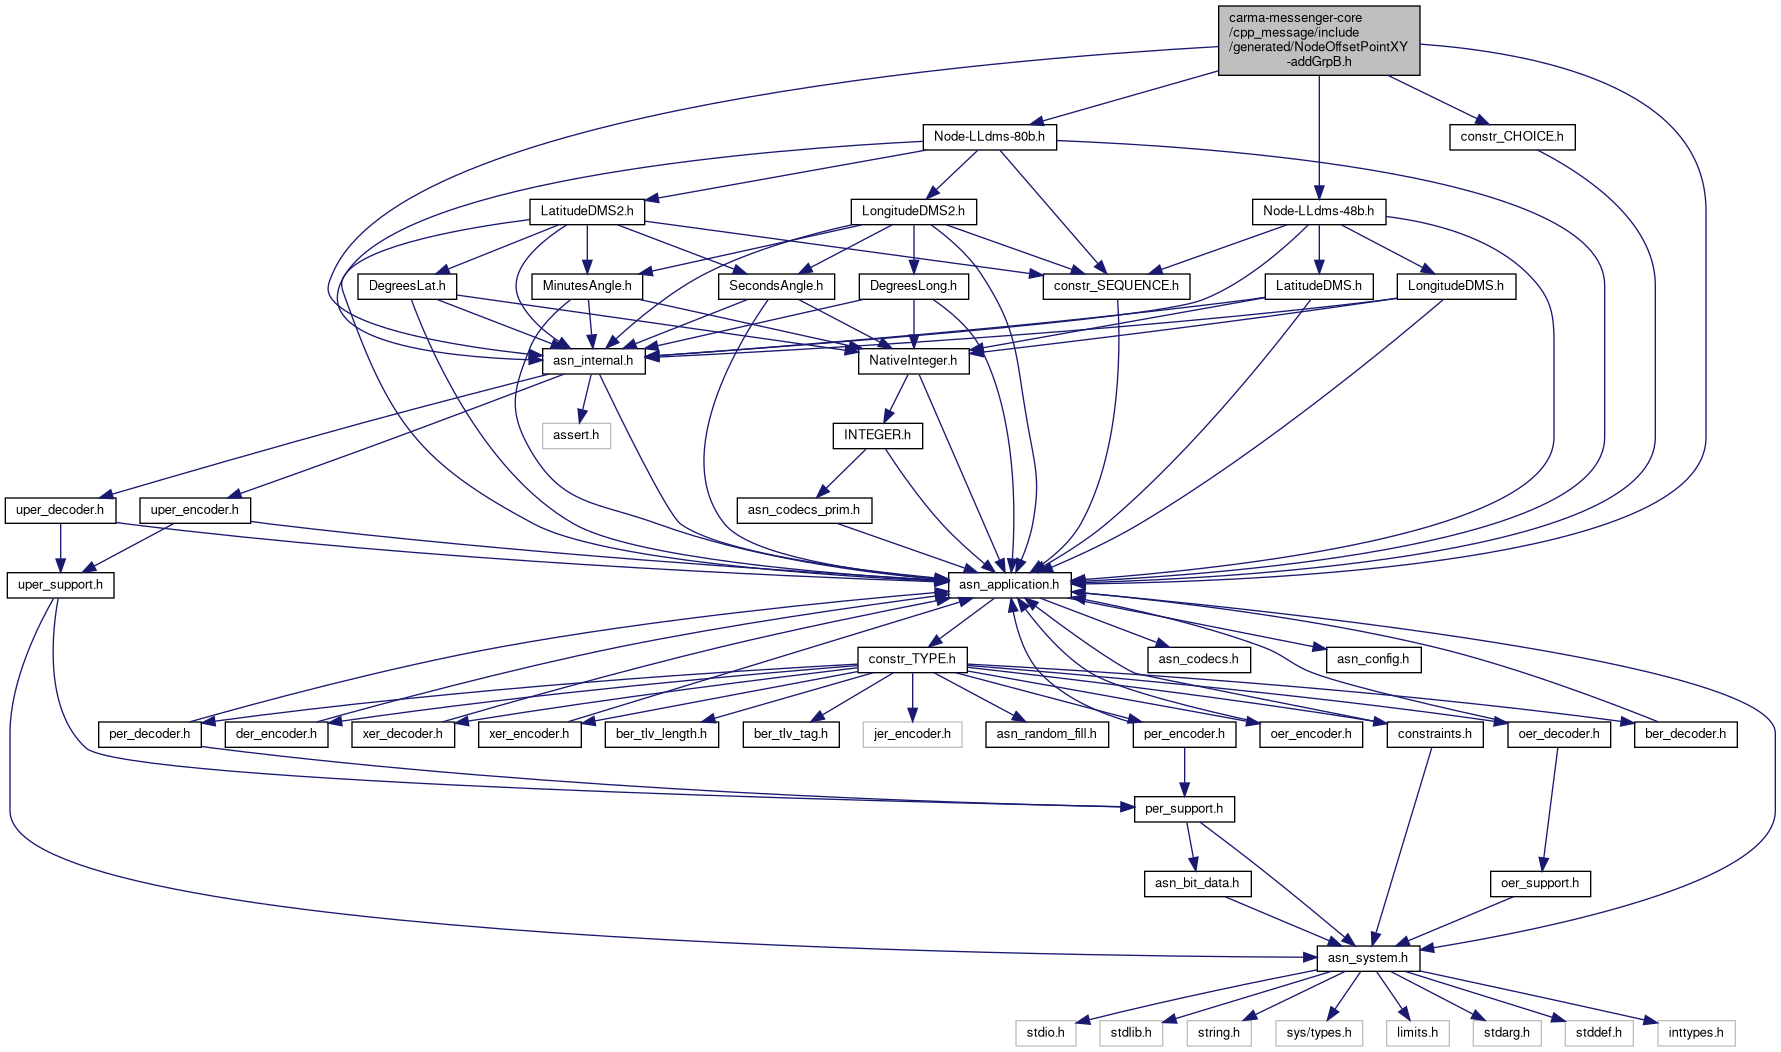 carma-messenger-core
/cpp_message/include
/generated/NodeOffsetPointXY
-addGrpB.h
Node-LLdms-80b.h
constr_CHOICE.h
LatitudeDMS2.h
LongitudeDMS2.h
Node-LLdms-48b.h
DegreesLat.h
MinutesAngle.h
SecondsAngle.h
DegreesLong.h
constr_SEQUENCE.h
LatitudeDMS.h
LongitudeDMS.h
asn_internal.h
NativeInteger.h
assert.h
INTEGER.h
uper_decoder.h
uper_encoder.h
asn_codecs_prim.h
uper_support.h
asn_application.h
constr_TYPE.h
asn_codecs.h
asn_config.h
per_decoder.h
der_encoder.h
xer_decoder.h
xer_encoder.h
ber_tlv_length.h
ber_tlv_tag.h
jer_encoder.h
asn_random_fill.h
per_encoder.h
oer_encoder.h
constraints.h
oer_decoder.h
ber_decoder.h
per_support.h
asn_bit_data.h
oer_support.h
asn_system.h
stdio.h
stdlib.h
string.h
sys/types.h
limits.h
stdarg.h
stddef.h
inttypes.h